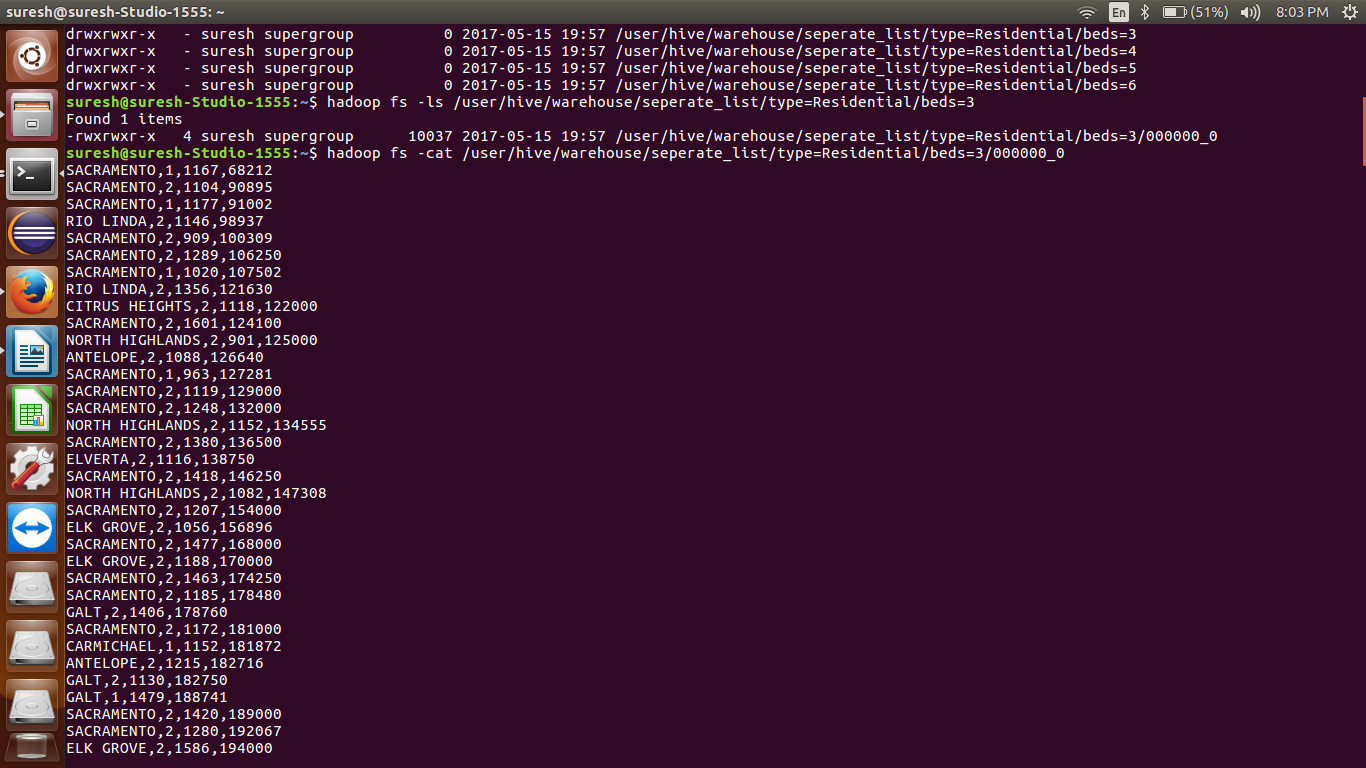 suresh@suresh-Studio-1555: ~
En (51%) 8:03 PM
drwxrwxr-x   - suresh supergroup          0 2017-05-15 19:57 /user/hive/warehouse/seperate_list/type=Residential/beds=3
drwxrwxr-x   - suresh supergroup          0 2017-05-15 19:57 /user/hive/warehouse/seperate_list/type=Residential/beds=4
drwxrwxr-x   - suresh supergroup          0 2017-05-15 19:57 /user/hive/warehouse/seperate_list/type=Residential/beds=5
drwxrwxr-x   - suresh supergroup          0 2017-05-15 19:57 /user/hive/warehouse/seperate_list/type=Residential/beds=6
suresh@suresh-Studio-1555:~$ hadoop fs -ls /user/hive/warehouse/seperate_list/type=Residential/beds=3
Found 1 items
-rwxrwxr-x   4 suresh supergroup      10037 2017-05-15 19:57 /user/hive/warehouse/seperate_list/type=Residential/beds=3/000000_0
suresh@suresh-Studio-1555:~$ hadoop fs -cat /user/hive/warehouse/seperate_list/type=Residential/beds=3/000000_0
SACRAMENTO,1,1167,68212
SACRAMENTO,2,1104,90895
SACRAMENTO,1,1177,91002
RIO LINDA,2,1146,98937
SACRAMENTO,2,909,100309
SACRAMENTO,2,1289,106250
SACRAMENTO,1,1020,107502
RIO LINDA,2,1356,121630
CITRUS HEIGHTS,2,1118,122000
SACRAMENTO,2,1601,124100
NORTH HIGHLANDS,2,901,125000
ANTELOPE,2,1088,126640
SACRAMENTO,1,963,127281
SACRAMENTO,2,1119,129000
SACRAMENTO,2,1248,132000
NORTH HIGHLANDS,2,1152,134555
SACRAMENTO,2,1380,136500
ELVERTA,2,1116,138750
SACRAMENTO,2,1418,146250
NORTH HIGHLANDS,2,1082,147308
SACRAMENTO,2,1207,154000
ELK GROVE,2,1056,156896
SACRAMENTO,2,1477,168000
ELK GROVE,2,1188,170000
SACRAMENTO,2,1463,174250
SACRAMENTO,2,1185,178480
GALT,2,1406,178760
SACRAMENTO,2,1172,181000
CARMICHAEL,1,1152,181872
ANTELOPE,2,1215,182716
GALT,2,1130,182750
GALT,1,1479,188741
SACRAMENTO,2,1420,189000
SACRAMENTO,2,1280,192067
ELK GROVE,2,1586,194000